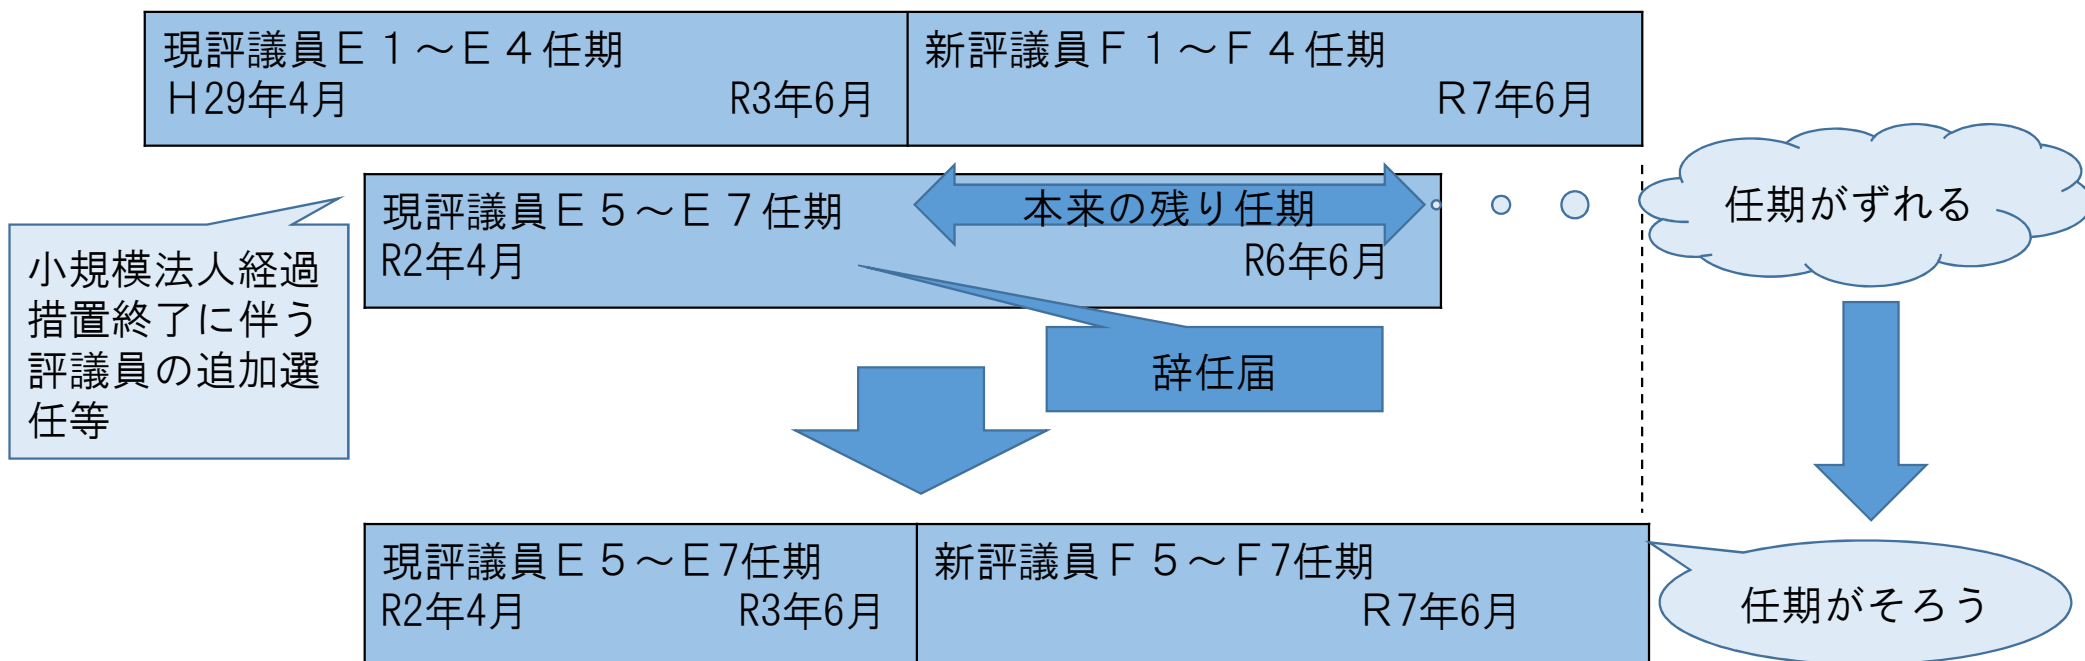 現評議員Ｅ１～Ｅ４任期
Ｈ29年4月 R3年6月
新評議員Ｆ１～Ｆ４任期
Ｒ7年6月
現評議員Ｅ５～Ｅ７任期
R2年4月 R6年6月
本来の残り任期
任期がずれる
小規模法人経過
措置終了に伴う
評議員の追加選
任等
辞任届
現評議員Ｅ５～Ｅ7任期
R2年4月 R3年6月
新評議員Ｆ５～Ｆ7任期
Ｒ7年6月
任期がそろう